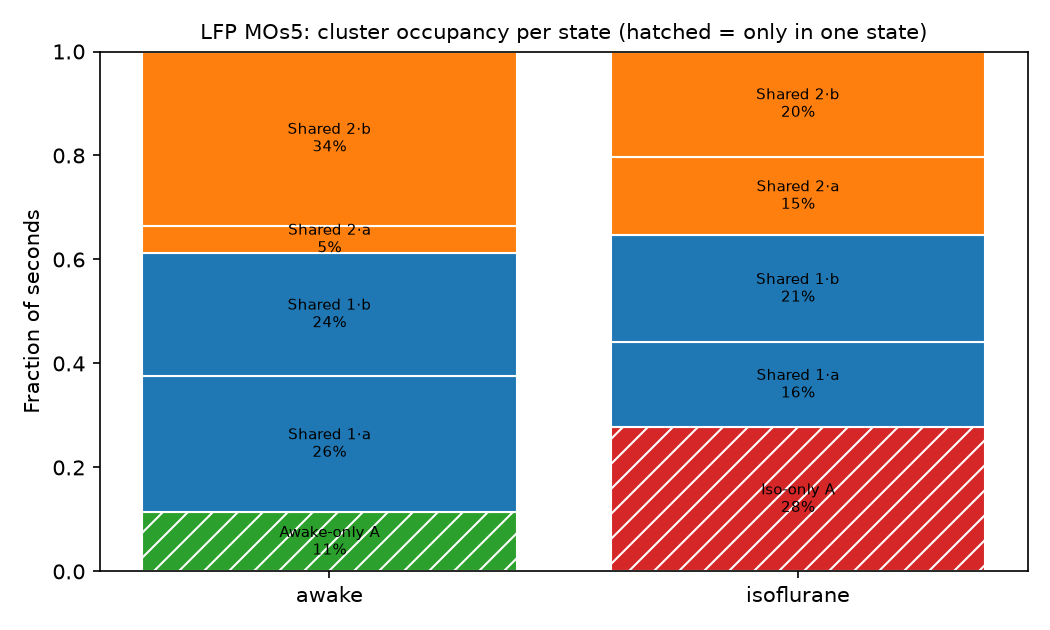 LFP MOs5: cluster occupancy per state (hatched = only in one state)
Fraction of seconds
1.0
0.8
0.6
0.4
0.2
0.0
Shared 2·b
34%
Shared 2·a
5%
Shared 1·b
24%
Shared 1·a
26%
Awake-only A
11%
Shared 2·b
20%
Shared 2·a
15%
Shared 1·b
21%
Shared 1·a
16%
Iso-only A
28%
awake
isoflurane